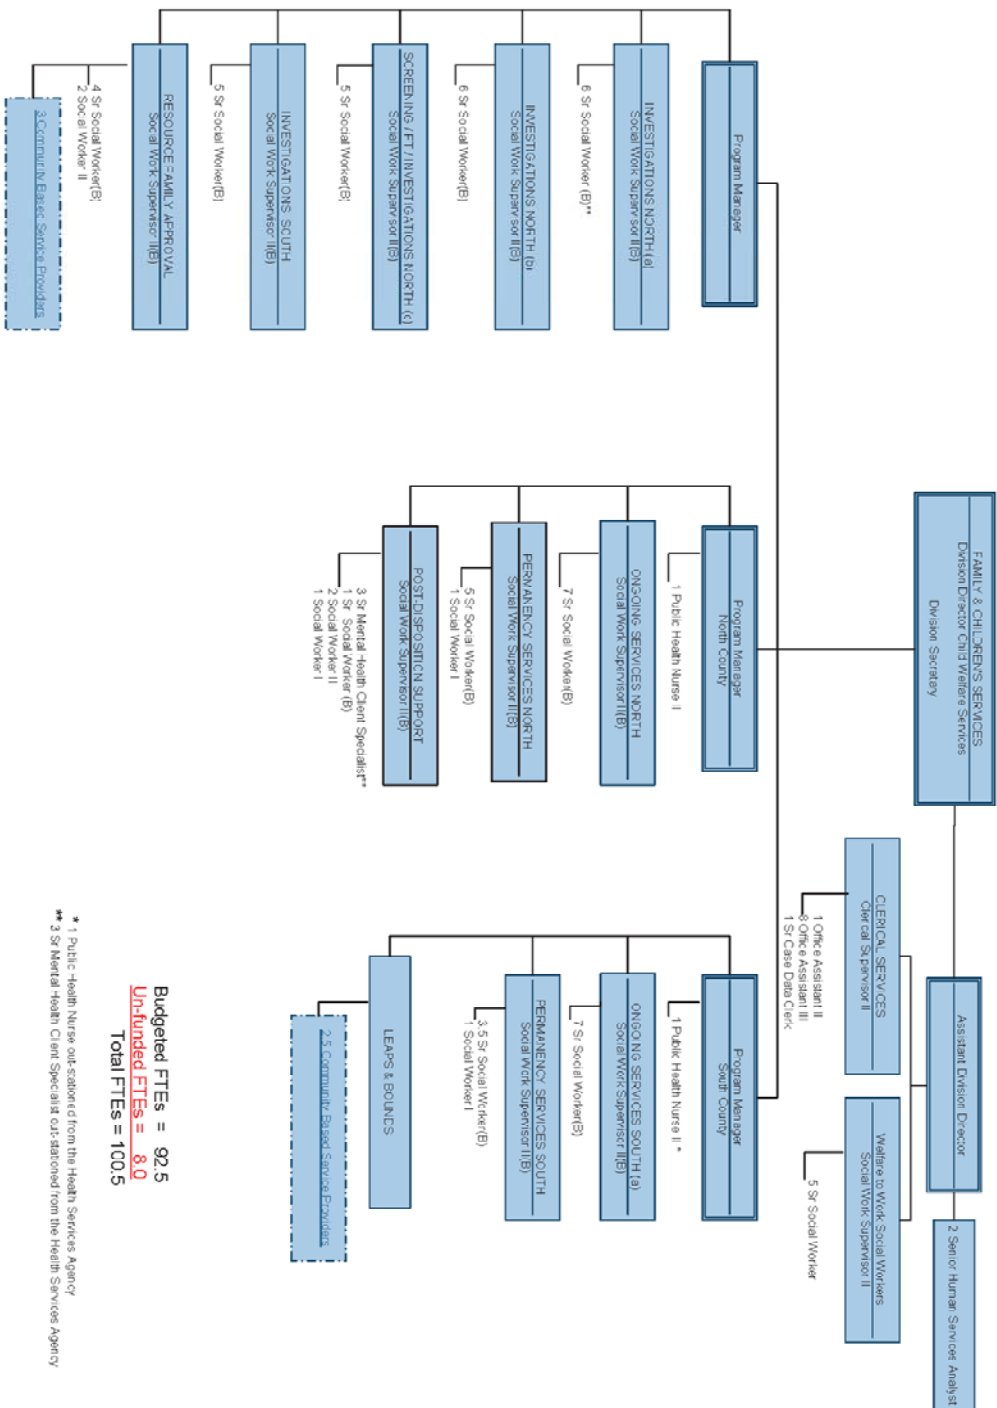 FAMILY & CHILDREN'S SERVICES
Division Director Child Welfare Services
Division Secretary
Assistant Division Director
2 Senior Human Services Analyst
CLERICAL SERVICES
Clerical Supervisor II
1 Office Assistant II
8 Office Assistant III
1 Sr Case Data Clerk
Welfare to Work Social Workers
Social Work Supervisor II
5 Sr Social Worker
Program Manager
INVESTIGATIONS NORTH (a)
Social Work Supervisor II(B)
6 Sr Social Worker (B)**
INVESTIGATIONS NORTH (b)
Social Work Supervisor II(B)
6 Sr Social Worker(B)
SCREENING / FT / INVESTIGATIONS NORTH (c)
Social Work Supervisor II(B)
5 Sr Social Worker(B)
INVESTIGATIONS SOUTH
Social Work Supervisor II(B)
5 Sr Social Worker(B)
RESOURCE FAMILY APPROVAL
Social Work Supervisor II(B)
4 Sr Social Worker(B)
2 Social Worker II
3 Community Based Service Providers
Program Manager
North County
1 Public Health Nurse II
ONGOING SERVICES NORTH
Social Work Supervisor II(B)
7 Sr Social Worker(B)
PERMANENCY SERVICES NORTH
Social Work Supervisor II(B)
5 Sr Social Worker(B)
1 Social Worker I
POST-DISPOSITION SUPPORT
Social Work Supervisor II(B)
3 Sr Mental Health Client Specialist**
1 Sr Social Worker (B)
2 Social Worker II
1 Social Worker I
Program Manager
South County
1 Public Health Nurse II *
ONGOING SERVICES SOUTH (a)
Social Work Supervisor II(B)
7 Sr Social Worker(B)
PERMANENCY SERVICES SOUTH
Social Work Supervisor II(B)
3.5 Sr Social Worker(B)
1 Social Worker I
LEAPS & BOUNDS
2.5 Community Based Service Providers
Budgeted FTEs = 92.5
Un-funded FTEs = 8.0
Total FTEs = 100.5
* 1 Public Health Nurse out-stationed from the Health Services Agency
** 3 Sr Mental Health Client Specialist out-stationed from the Health Services Agency